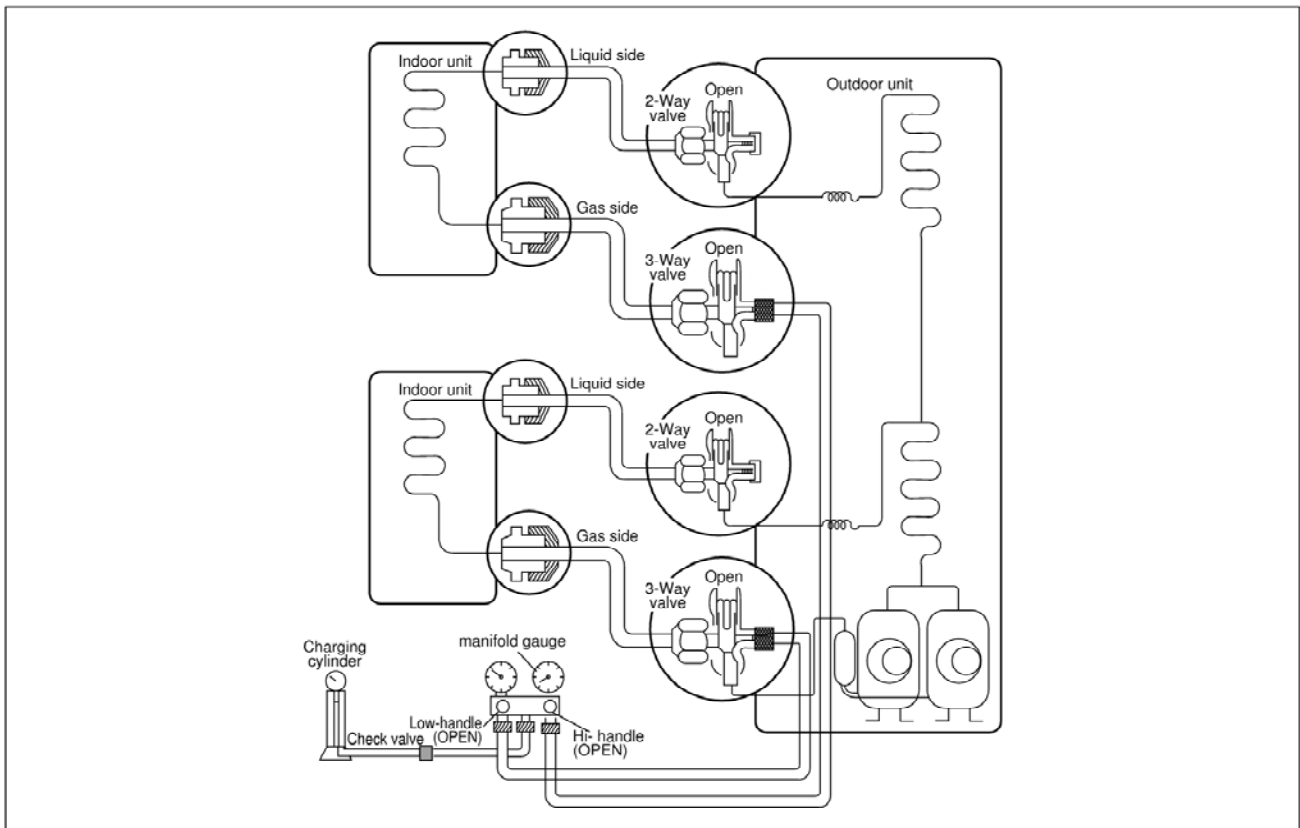 Indoor unit
Liquid side
2-Way
valve
Open
Outdoor unit
Gas side
3-Way
valve
Open
Indoor unit
Liquid side
2-Way
valve
Open
Gas side
3-Way
valve
Open
Charging
cylinder
manifold gauge
Low-handle
(OPEN)
Check valve
Hi- handle
(OPEN)